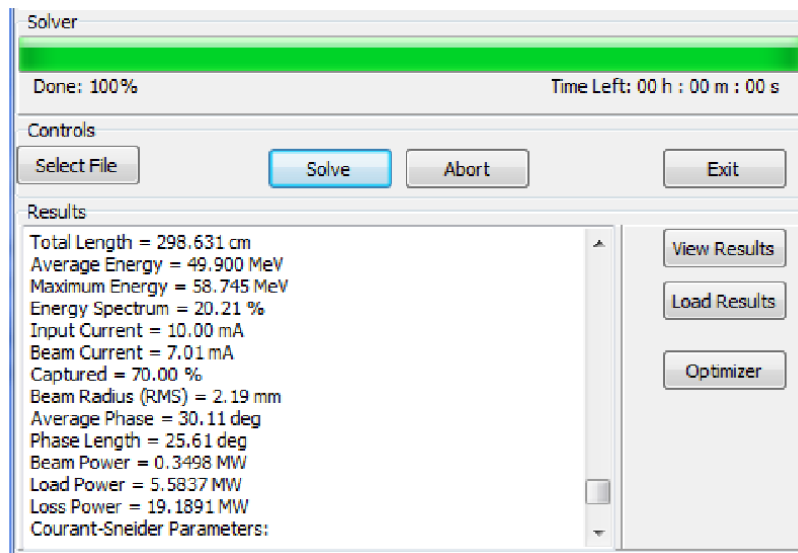 Solver
Done: 100%
Time Left: 00 h : 00 m : 00 s
Controls
Select File
Solve
Abort
Exit
Results
Total Length = 298.631 cm
Average Energy = 49.900 MeV
Maximum Energy = 58.745 MeV
Energy Spectrum = 20.21 %
Input Current = 10.00 mA
Beam Current = 7.01 mA
Captured = 70.00 %
Beam Radius (RMS) = 2.19 mm
Average Phase = 30.11 deg
Phase Length = 25.61 deg
Beam Power = 0.3498 MW
Load Power = 5.5837 MW
Loss Power = 19.1891 MW
Courant-Sneider Parameters:
View Results
Load Results
Optimizer